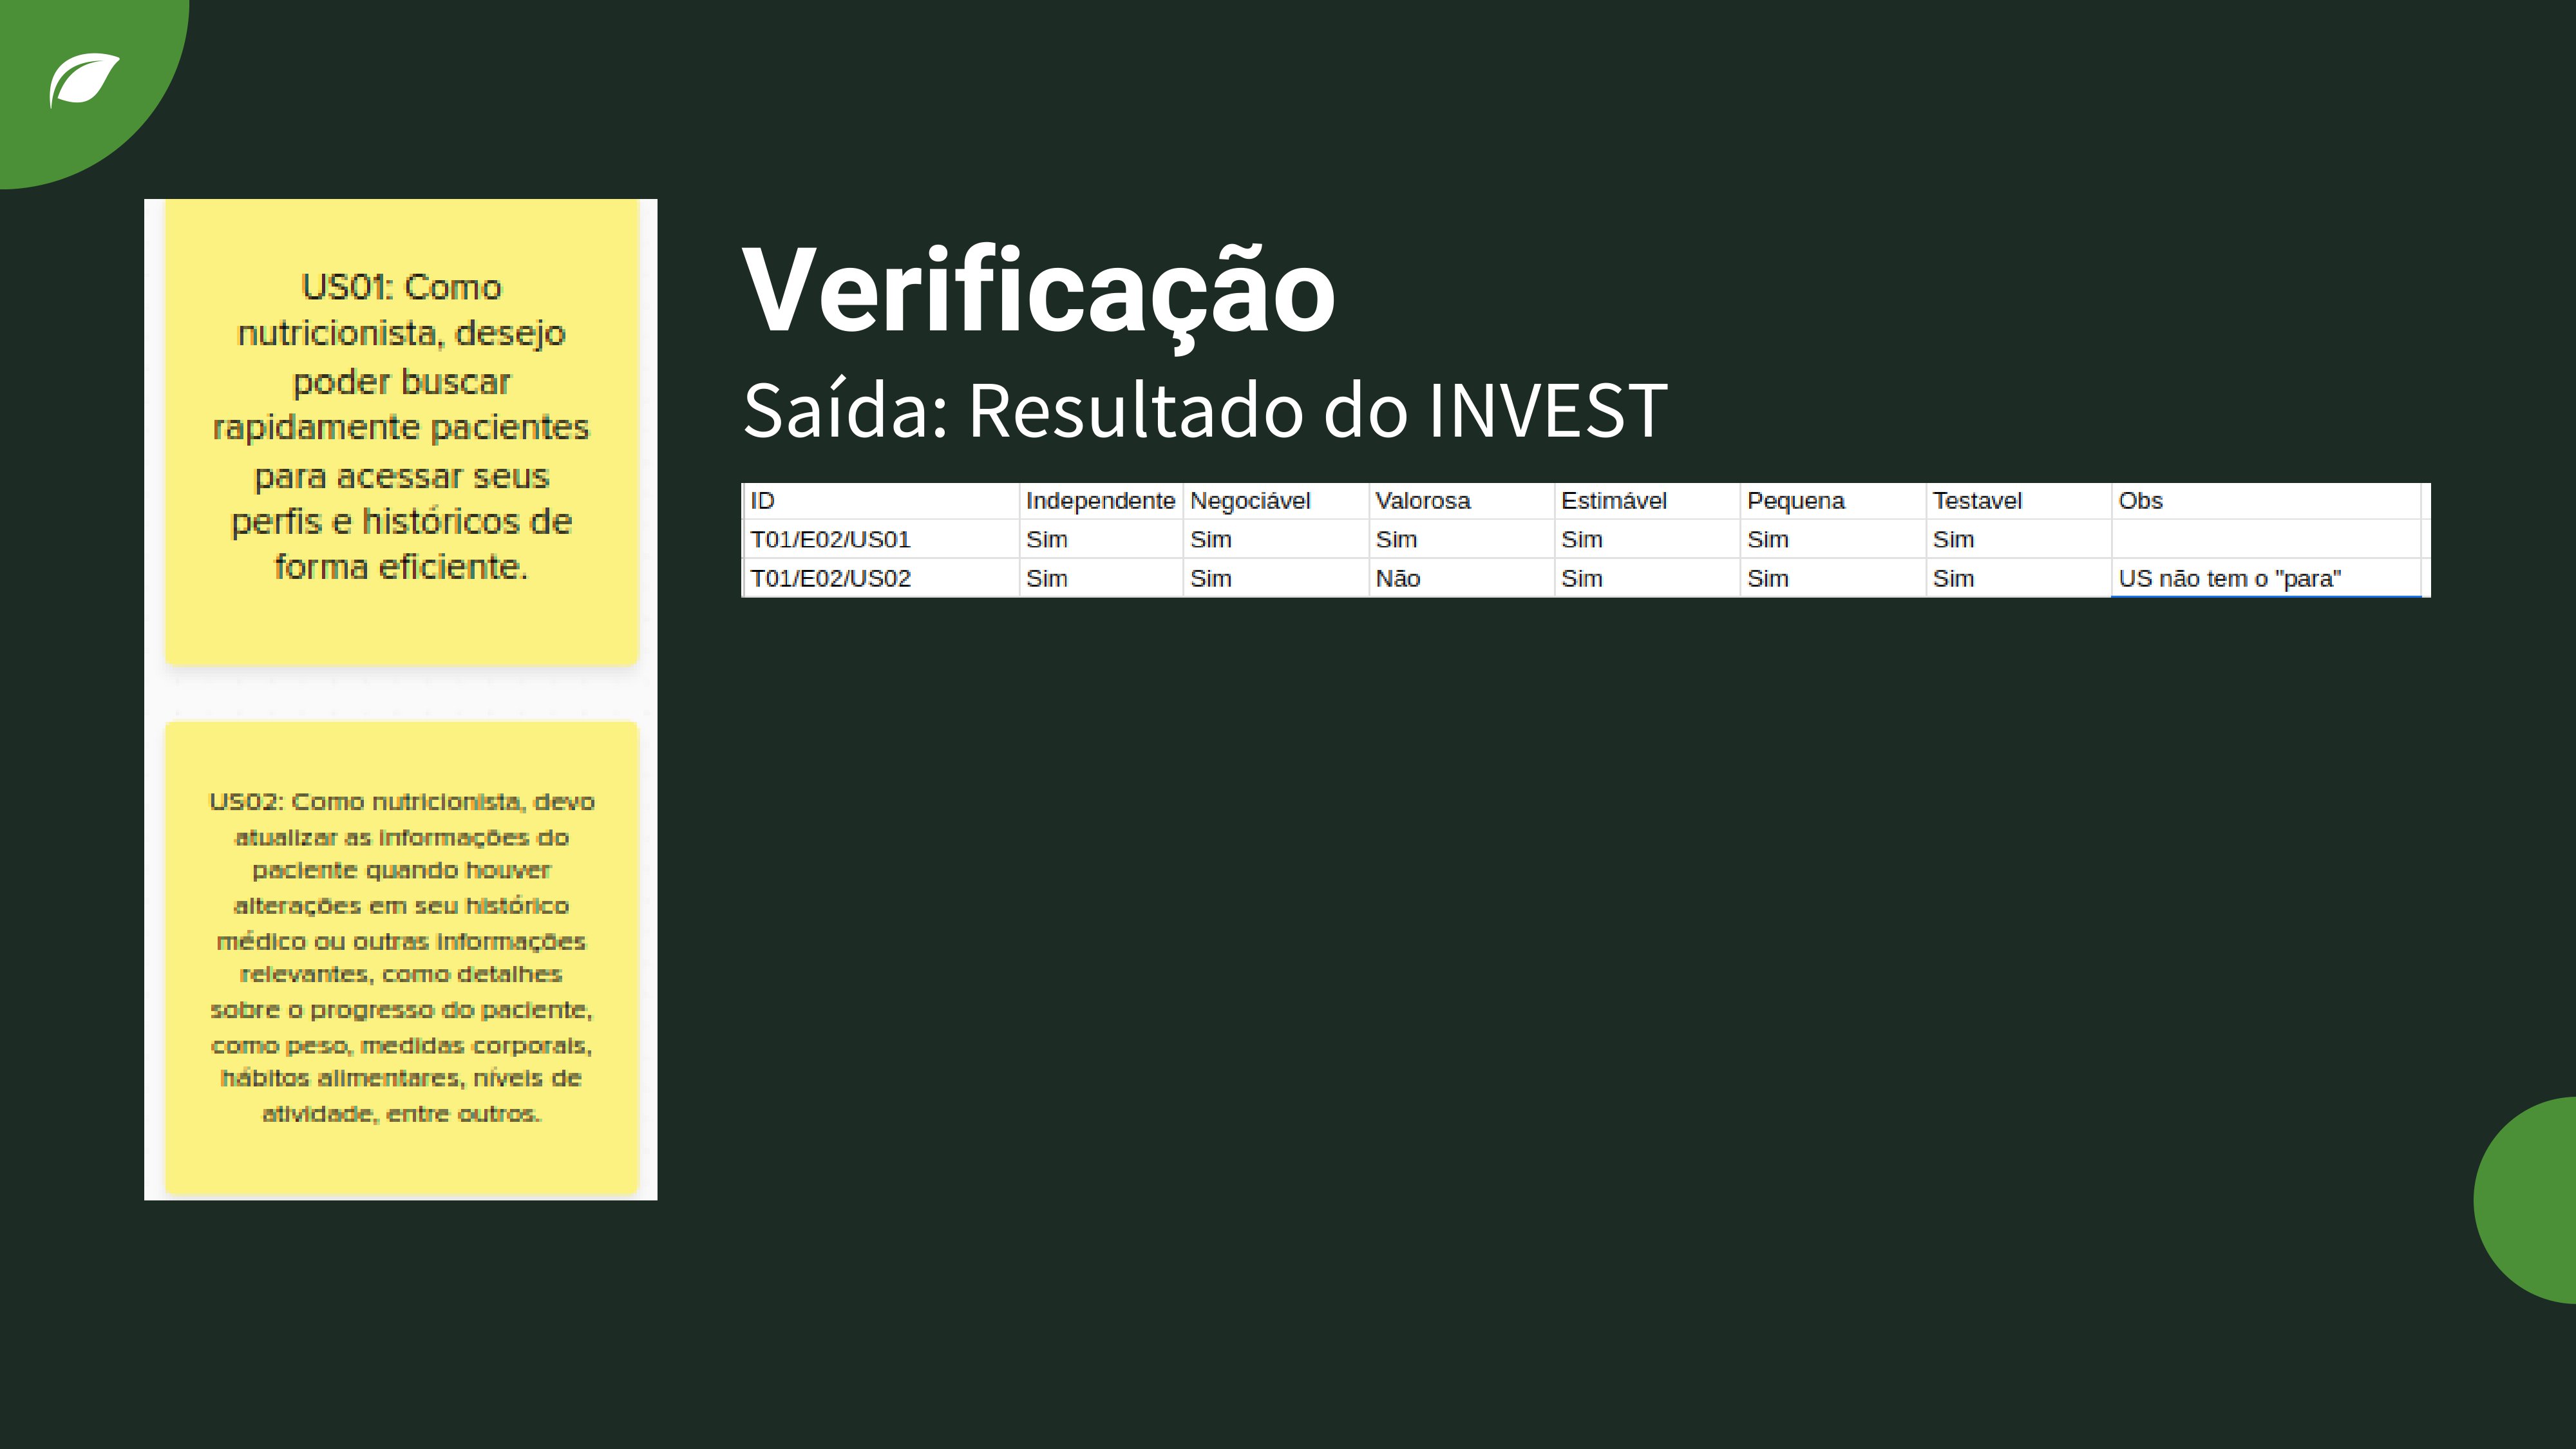 US01: Como
nutricionista, desejo
poder buscar
rapidamente pacientes
para acessar seus
perfis e históricos de
forma eficiente.
US02: Como nutricionista, devo
atualizar as informações do
paciente quando houver
alterações em seu histórico
médico ou outras informações
relevantes, como detalhes
sobre o progresso do paciente,
como peso, medidas corporais,
hábitos alimentares, níveis de
atividade, entre outros.
Verificação
Saída: Resultado do INVEST
ID Independente Negociável Valorosa Estimável Pequena Testavel Obs
T01/E02/US01 Sim Sim Sim Sim Sim Sim
T01/E02/US02 Sim Sim Não Sim Sim Sim US não tem o "para"